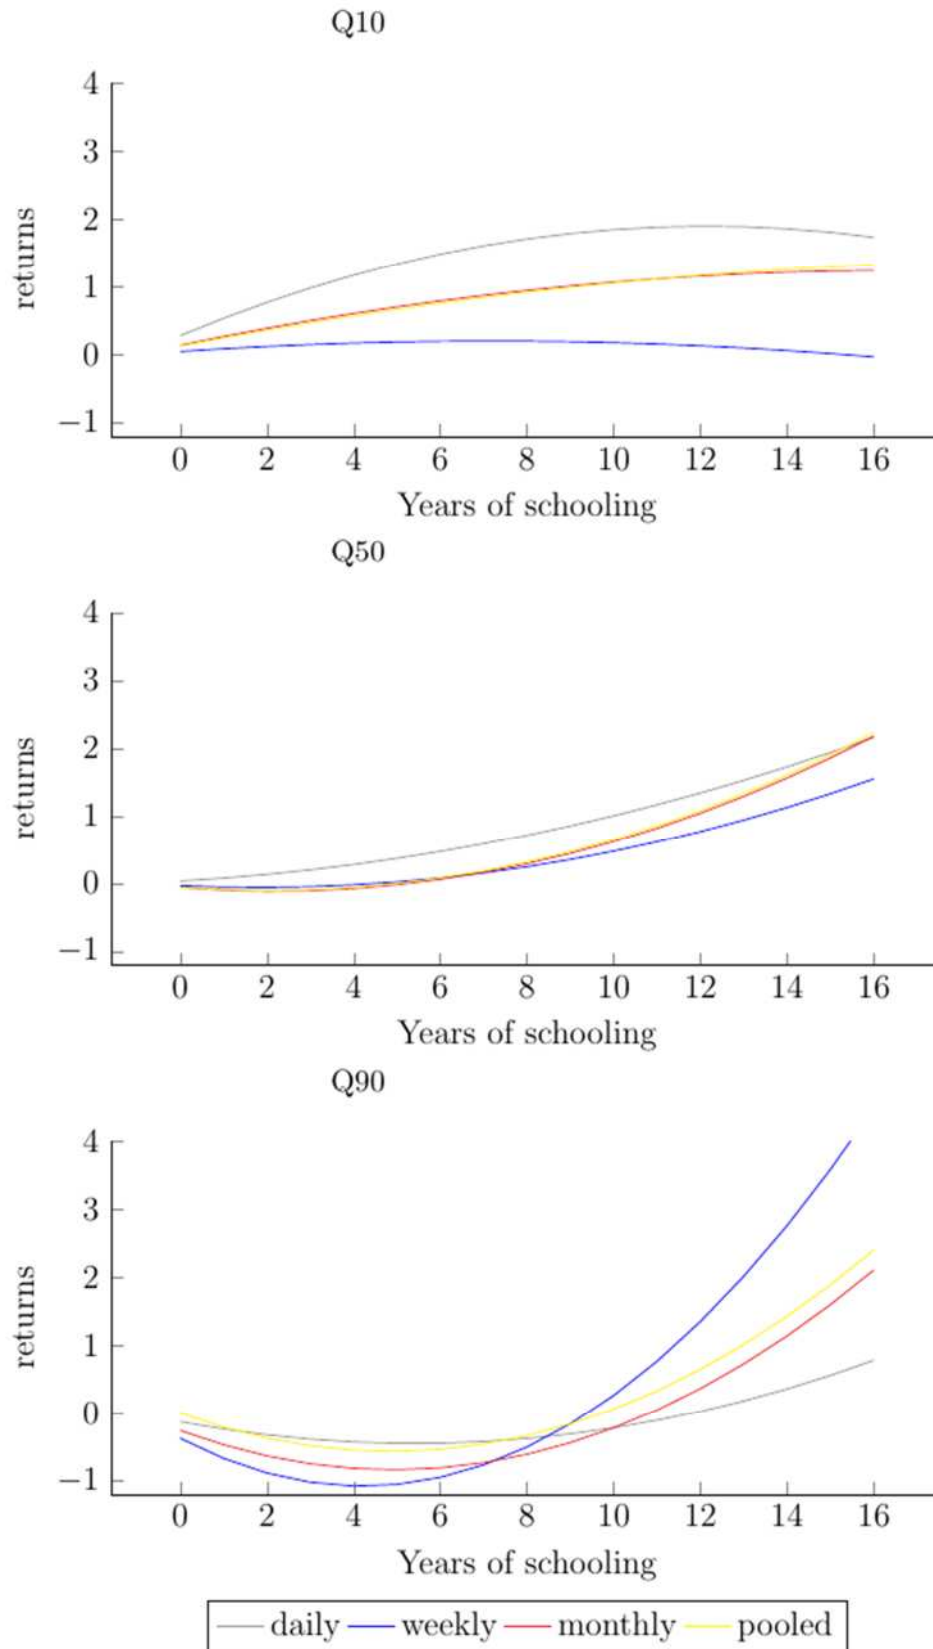 Q10
4
3
2
1
0
−1
returns
0 2 4 6 8 10 12 14 16
Years of schooling
Q50
4
3
2
1
0
−1
returns
0 2 4 6 8 10 12 14 16
Years of schooling
Q90
4
3
2
1
0
−1
returns
0 2 4 6 8 10 12 14 16
Years of schooling
daily weekly monthly pooled